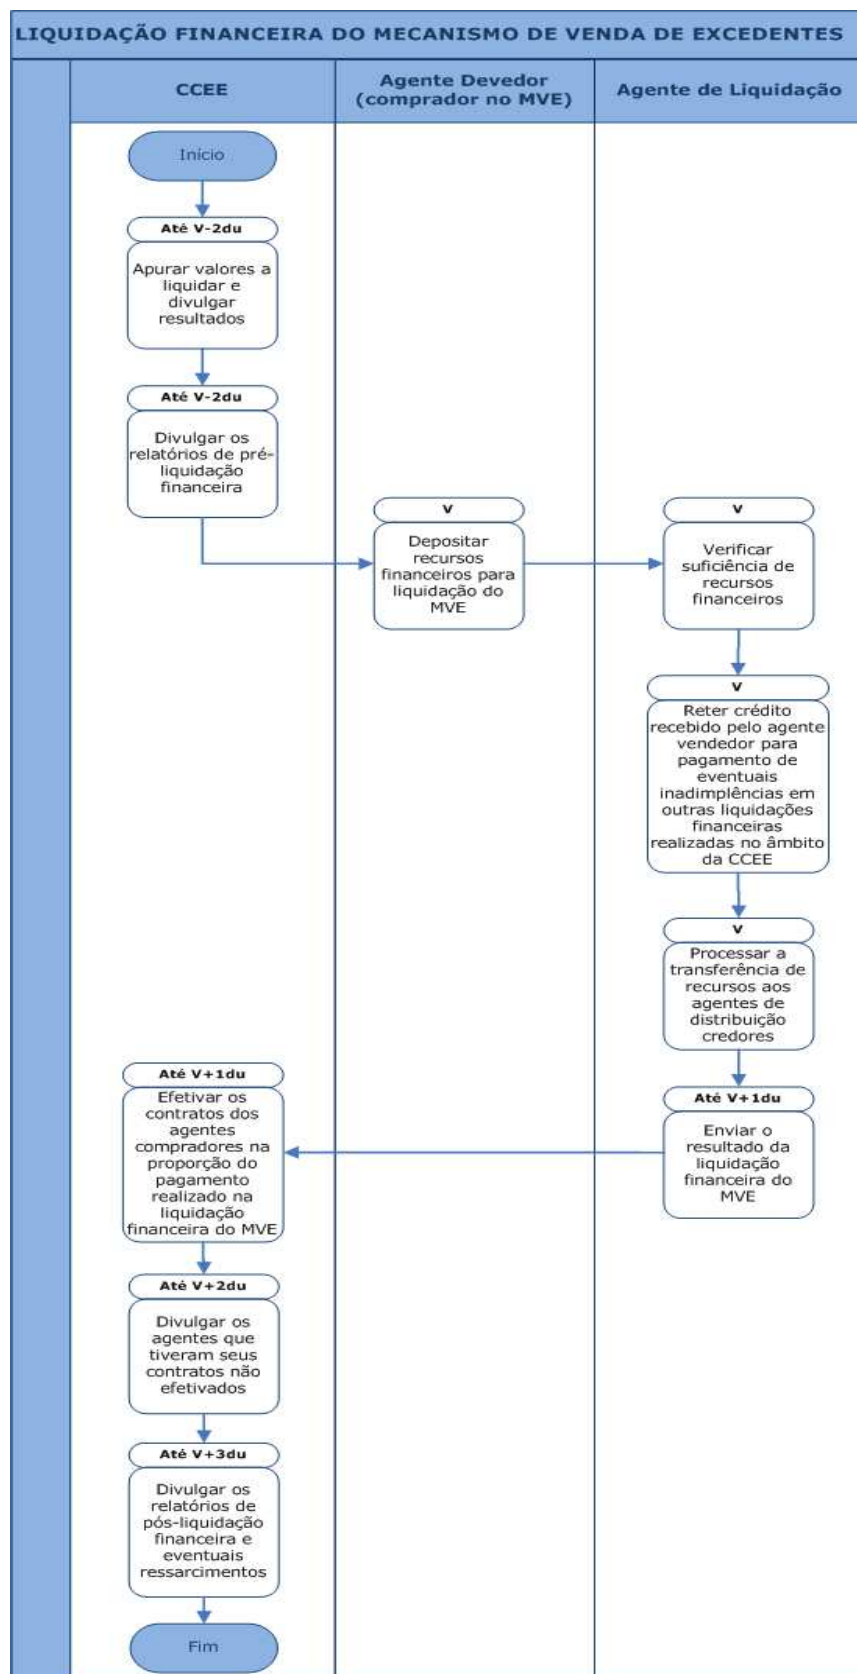 LIQUIDAÇÃO FINANCEIRA DO MECANISMO DE VENDA DE EXCEDENTES
CCEE
Agente Devedor
(comprador no MVE)
Agente de Liquidação
Início
Até V-2du
Apurar valores a
liquidar e
divulgar
resultados
Até V-2du
Divulgar os
relatórios de pré-
liquidação
financeira
V
Depositar
recursos
financeiros para
liquidação do
MVE
V
Verificar
suficiência de
recursos
financeiros
V
Reter crédito
recebido pelo agente
vendedor para
pagamento de
eventuais
inadimplências em
outras liquidações
financeiras
realizadas no âmbito
da CCEE
V
Processar a
transferência de
recursos aos
agentes de
distribuição
credores
Até V+1du
Enviar o
resultado da
liquidação
financeira do
MVE
Até V+1du
Efetivar os
contratos dos
agentes
compradores na
proporção do
pagamento
realizado na
liquidação
financeira do MVE
Até V+2du
Divulgar os
agentes que
tiveram seus
contratos não
efetivados
Até V+3du
Divulgar os
relatórios de
pós-liquidação
financeira e
eventuais
ressarcimentos
Fim